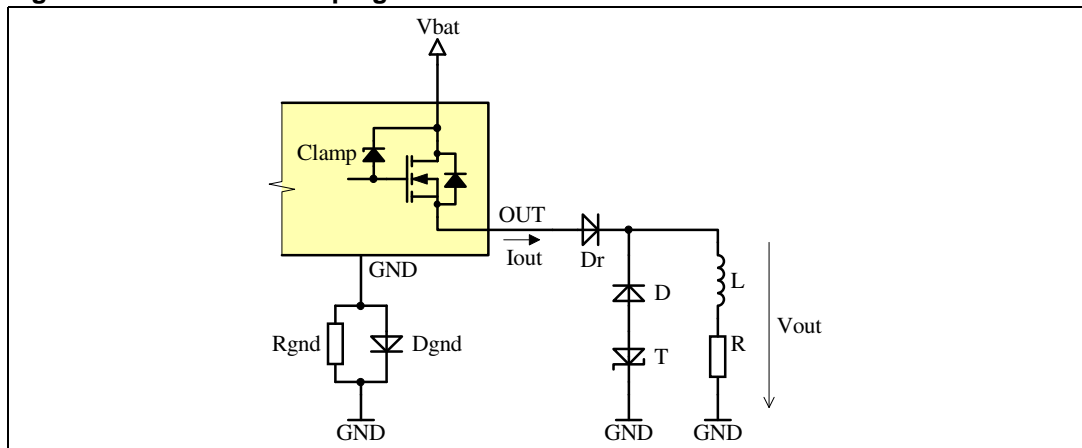 Vbat
Clamp
OUT
Iout
Dr
GND
D
L
Vout
Rgnd
Dgnd
T
R
GND
GND
GND